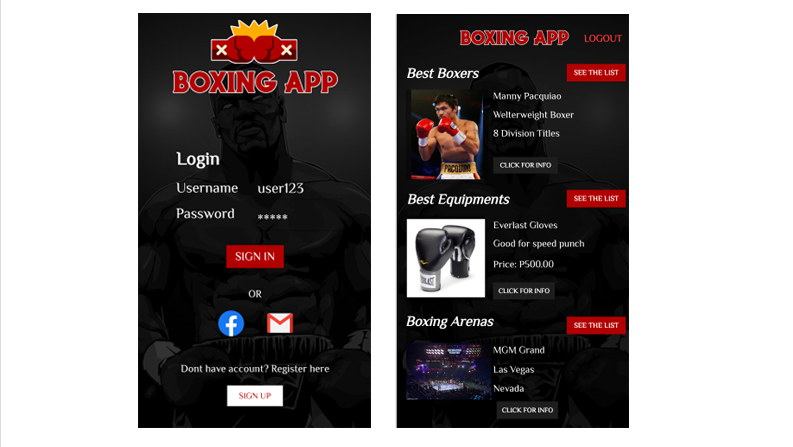 BOXING APP
Login
Username user123
Password *****
SIGN IN
OR
Dont have account? Register here
SIGN UP
BOXING APP LOGOUT
Best Boxers SEE THE LIST
Manny Pacquiao
Welterweight Boxer
8 Division Titles
CLICK FOR INFO
Best Equipments SEE THE LIST
Everlast Gloves
Good for speed punch
Price: P500.00
CLICK FOR INFO
Boxing Arenas SEE THE LIST
MGM Grand
Las Vegas
Nevada
CLICK FOR INFO